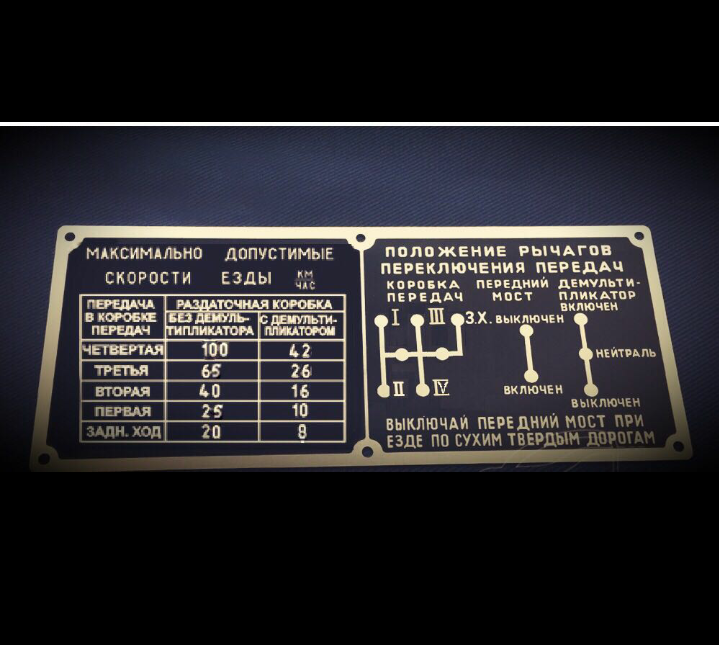 МАКСИМАЛЬНО ДОПУСТИМЫЕ
СКОРОСТИ ЕЗДЫ КМ
ЧАС
ПЕРЕДАЧА
В КОРОБКЕ
ПЕРЕДАЧ
РАЗДАТОЧНАЯ КОРОБКА
БЕЗ ДЕМУЛЬ-
ТИПЛИКАТОРА
С ДЕМУЛЬТИ-
ПЛИКАТОРОМ
ЧЕТВЕРТАЯ 100 42
ТРЕТЬЯ 65 26
ВТОРАЯ 40 16
ПЕРВАЯ 25 10
ЗАДН. ХОД 20 8
ПОЛОЖЕНИЕ РЫЧАГОВ
ПЕРЕКЛЮЧЕНИЯ ПЕРЕДАЧ
КОРОБКА
ПЕРЕДАЧ
ПЕРЕДНИЙ
МОСТ
ДЕМУЛЬТИ-
ПЛИКАТОР
I III З.Х.
II IV
ВЫКЛЮЧЕН
ВКЛЮЧЕН
ВКЛЮЧЕН
НЕЙТРАЛЬ
ВЫКЛЮЧЕН
ВЫКЛЮЧАЙ ПЕРЕДНИЙ МОСТ ПРИ
ЕЗДЕ ПО СУХИМ ТВЕРДЫМ ДОРОГАМ